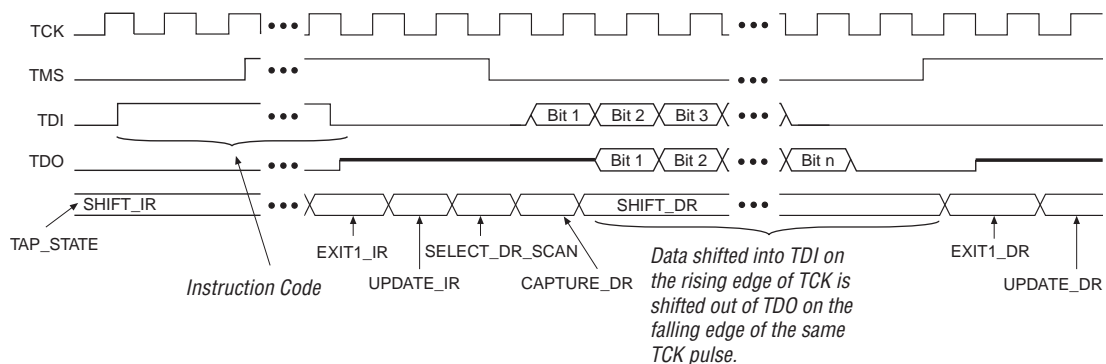 TCK
TMS
TDI
Bit 1 Bit 2 Bit 3
TDO
Bit 1 Bit 2 Bit n
SHIFT_IR
SHIFT_DR
TAP_STATE
EXIT1_IR
SELECT_DR_SCAN
EXIT1_DR
Instruction Code
UPDATE_IR
CAPTURE_DR
UPDATE_DR
Data shifted into TDI on
the rising edge of TCK is
shifted out of TDO on the
falling edge of the same
TCK pulse.